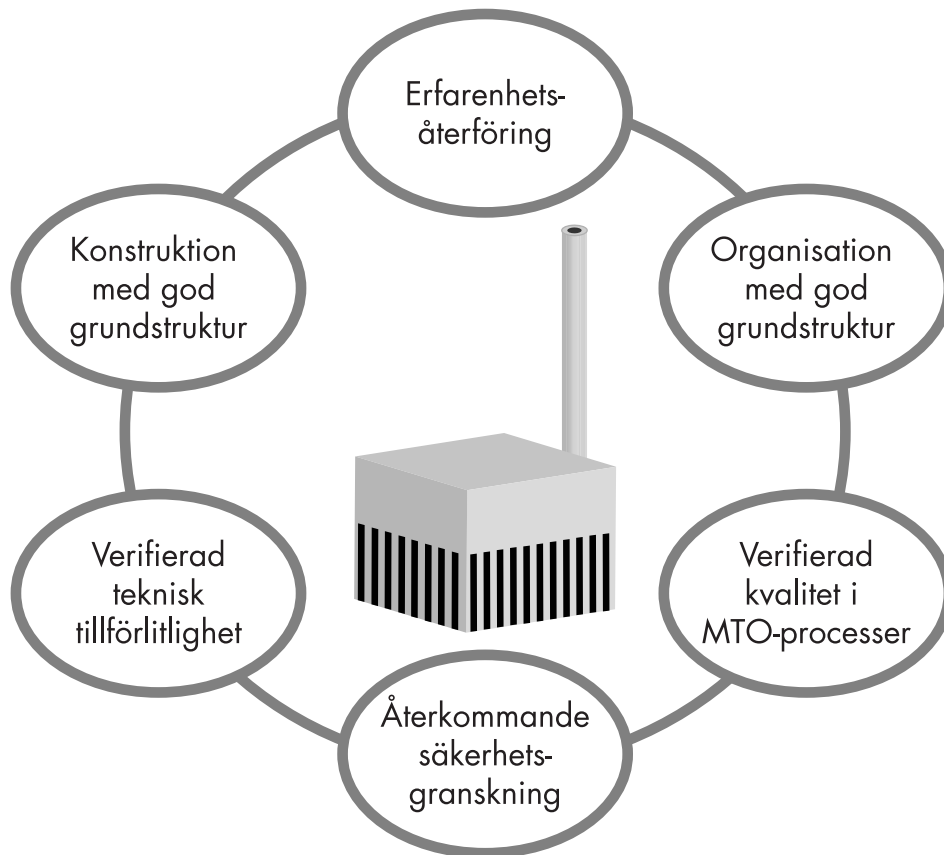 Erfarenhets-
återföring
Konstruktion
med god
grundstruktur
Organisation
med god
grundstruktur
Verifierad
teknisk
tillförlitlighet
Verifierad
kvalitet i
MTO-processer
Återkommande
säkerhets-
granskning